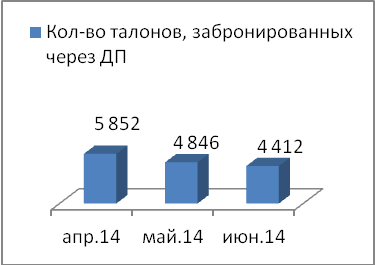 Кол-во талонов, забронированных
через ДП
5 852
4 846
4 412
апр.14 май.14 июн.14